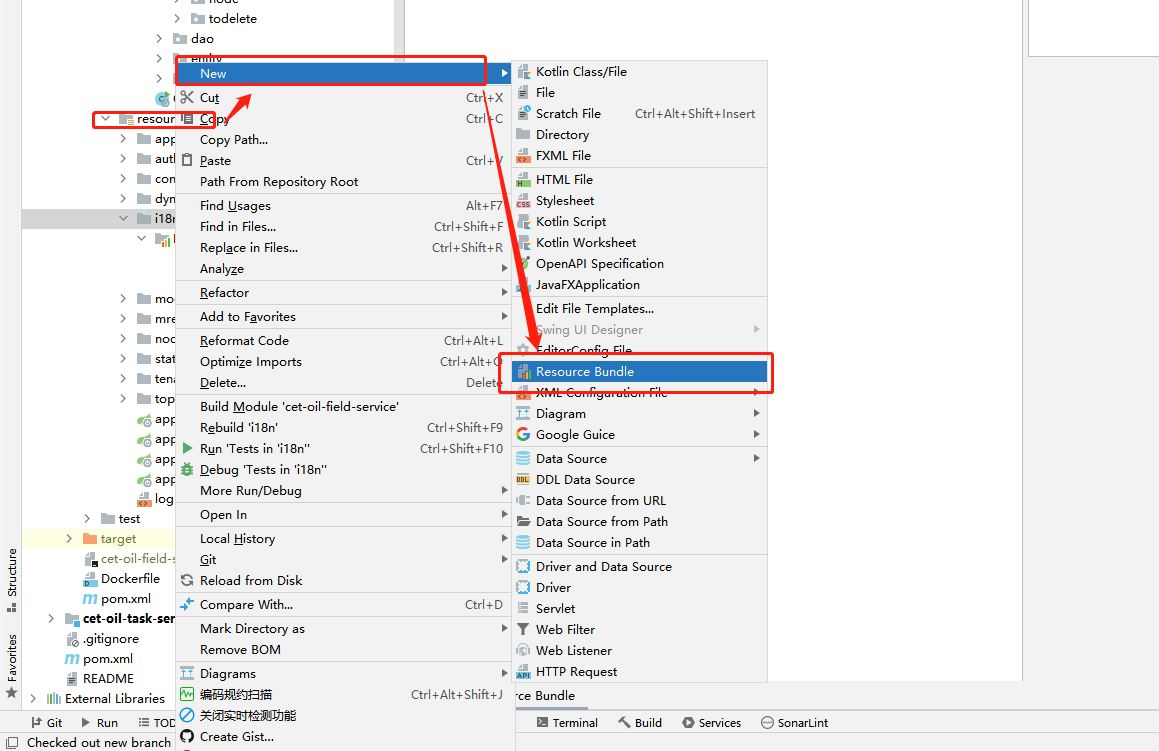 node
todelete
dao
entity
resour
app
auth
con
dyn
i18n
mo
mre
nod
stat
tena
top
app
app
app
app
log
test
target
cet-oil-field-s
Dockerfile
pom.xml
cet-oil-task-ser
.gitignore
pom.xml
README
External Libraries
Structure
Favorites
New
Cut Ctrl+X
Copy Ctrl+C
Copy Path...
Paste Ctrl+V
Path From Repository Root
Find Usages Alt+F7
Find in Files... Ctrl+Shift+F
Replace in Files... Ctrl+Shift+R
Analyze
Refactor
Add to Favorites
Reformat Code Ctrl+Alt+L
Optimize Imports Ctrl+Alt+O
Delete... Delete
Build Module 'cet-oil-field-service'
Rebuild 'i18n' Ctrl+Shift+F9
Run 'Tests in 'i18n'' Ctrl+Shift+F10
Debug 'Tests in 'i18n''
More Run/Debug
Open In
Local History
Git
Reload from Disk
Compare With... Ctrl+D
Mark Directory as
Remove BOM
Diagrams
编码规约扫描 Ctrl+Alt+Shift+J
关闭实时检测功能
Create Gist...
Kotlin Class/File
File
Scratch File Ctrl+Alt+Shift+Insert
Directory
FXML File
HTML File
Stylesheet
Kotlin Script
Kotlin Worksheet
OpenAPI Specification
JavaFXApplication
Edit File Templates...
Swing UI Designer
EditorConfig File
Resource Bundle
XML Configuration File
Diagram
Google Guice
Data Source
DDL Data Source
Data Source from URL
Data Source from Path
Data Source in Path
Driver and Data Source
Driver
Servlet
Web Filter
Web Listener
HTTP Request
rce Bundle
Git Run TOD Terminal Build Services SonarLint
Checked out new branch